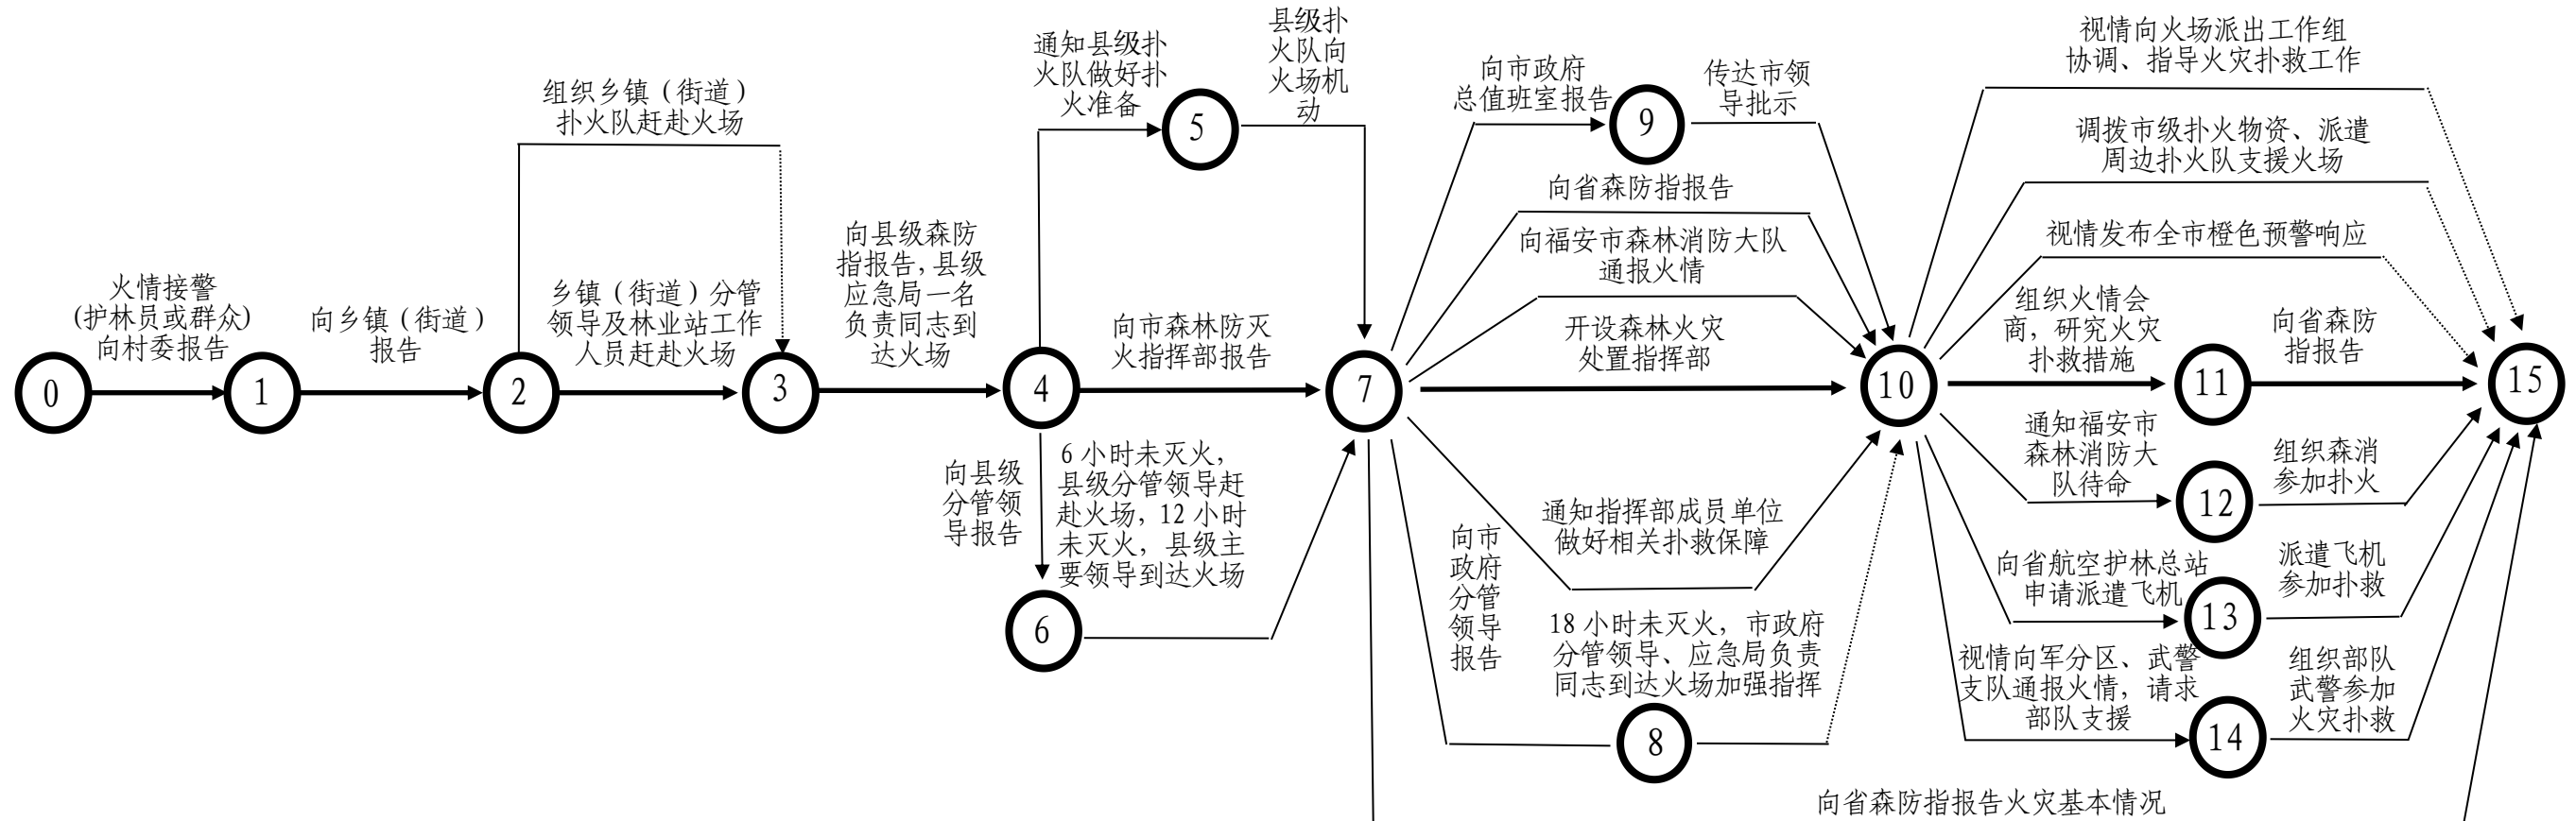 火情接警
(护林员或群众)
向村委报告
0
1
向乡镇（街道）
报告
2
组织乡镇（街道）
扑火队赶赴火场
乡镇（街道）分管
领导及林业站工作
人员赶赴火场
3
向县级森防
指报告,县级
应急局一名
负责同志到
达火场
4
通知县级扑
火队做好扑
火准备
5
县级扑
火队向
火场机
动
向市森林防灭
火指挥部报告
向县级
分管领
导报告
6 小时未灭火，
县级分管领导赶
赴火场，12 小时
未灭火，县级主
要领导到达火场
6
7
向市政府
总值班室报告
9
传达市领
导批示
向省森防指报告
向福安市森林消防大队
通报火情
开设森林火灾
处置指挥部
通知指挥部成员单位
做好相关扑救保障
向市
政府
分管
领导
报告
18 小时未灭火，市政府
分管领导、应急局负责
同志到达火场加强指挥
8
10
视情向火场派出工作组
协调、指导火灾扑救工作
调拨市级扑火物资、派遣
周边扑火队支援火场
视情发布全市橙色预警响应
组织火情会
商，研究火灾
扑救措施
11
向省森防
指报告
15
通知福安市
森林消防大
队待命
12
组织森消
参加扑火
向省航空护林总站
申请派遣飞机
13
派遣飞机
参加扑救
视情向军分区、武警
支队通报火情，请求
部队支援
14
组织部队
武警参加
火灾扑救
向省森防指报告火灾基本情况